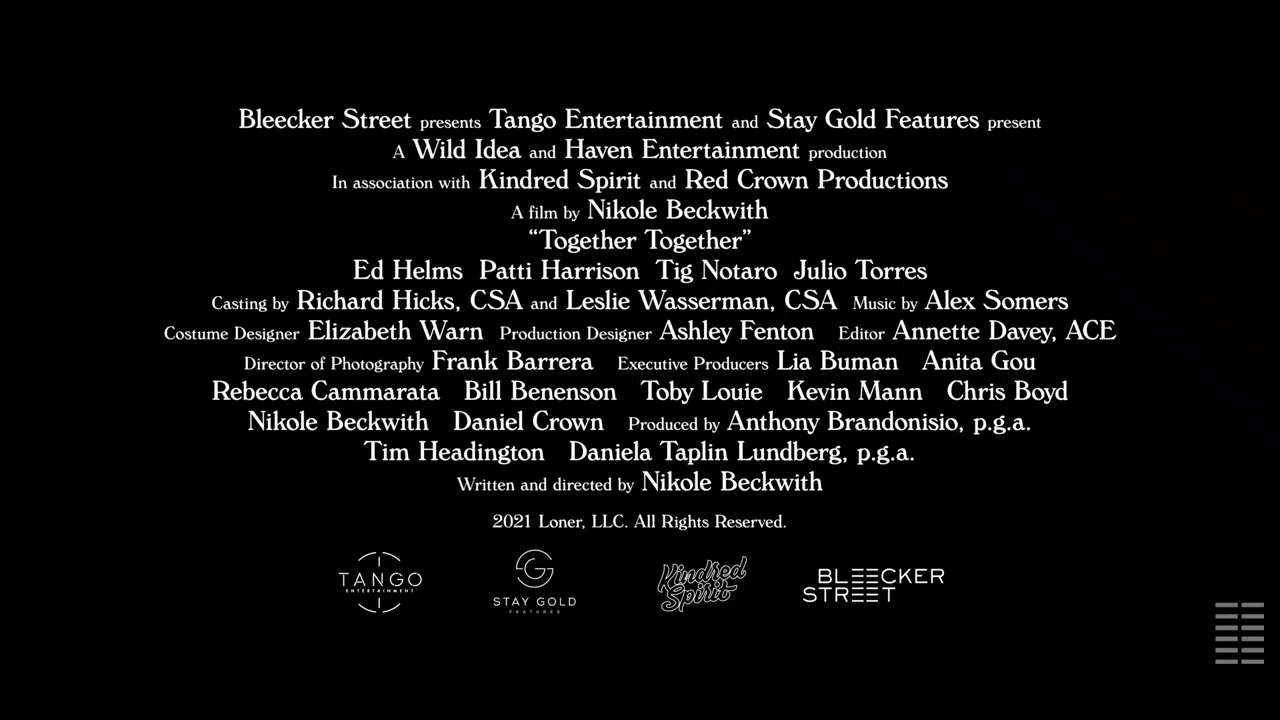 Bleecker Street presents Tango Entertainment and Stay Gold Features present
A Wild Idea and Haven Entertainment production
In association with Kindred Spirit and Red Crown Productions
A film by Nikole Beckwith
“Together Together”
Ed Helms Patti Harrison Tig Notaro Julio Torres
Casting by Richard Hicks, CSA and Leslie Wasserman, CSA Music by Alex Somers
Costume Designer Elizabeth Warn Production Designer Ashley Fenton Editor Annette Davey, ACE
Director of Photography Frank Barrera Executive Producers Lia Buman Anita Gou
Rebecca Cammarata Bill Benenson Toby Louie Kevin Mann Chris Boyd
Nikole Beckwith Daniel Crown Produced by Anthony Brandonisio, p.g.a.
Tim Headington Daniela Taplin Lundberg, p.g.a.
Written and directed by Nikole Beckwith
2021 Loner, LLC. All Rights Reserved.
TANGO
ENTERTAINMENT
STAY GOLD
FEATURES
Kindred
Spirit
BLEECKER
STREET